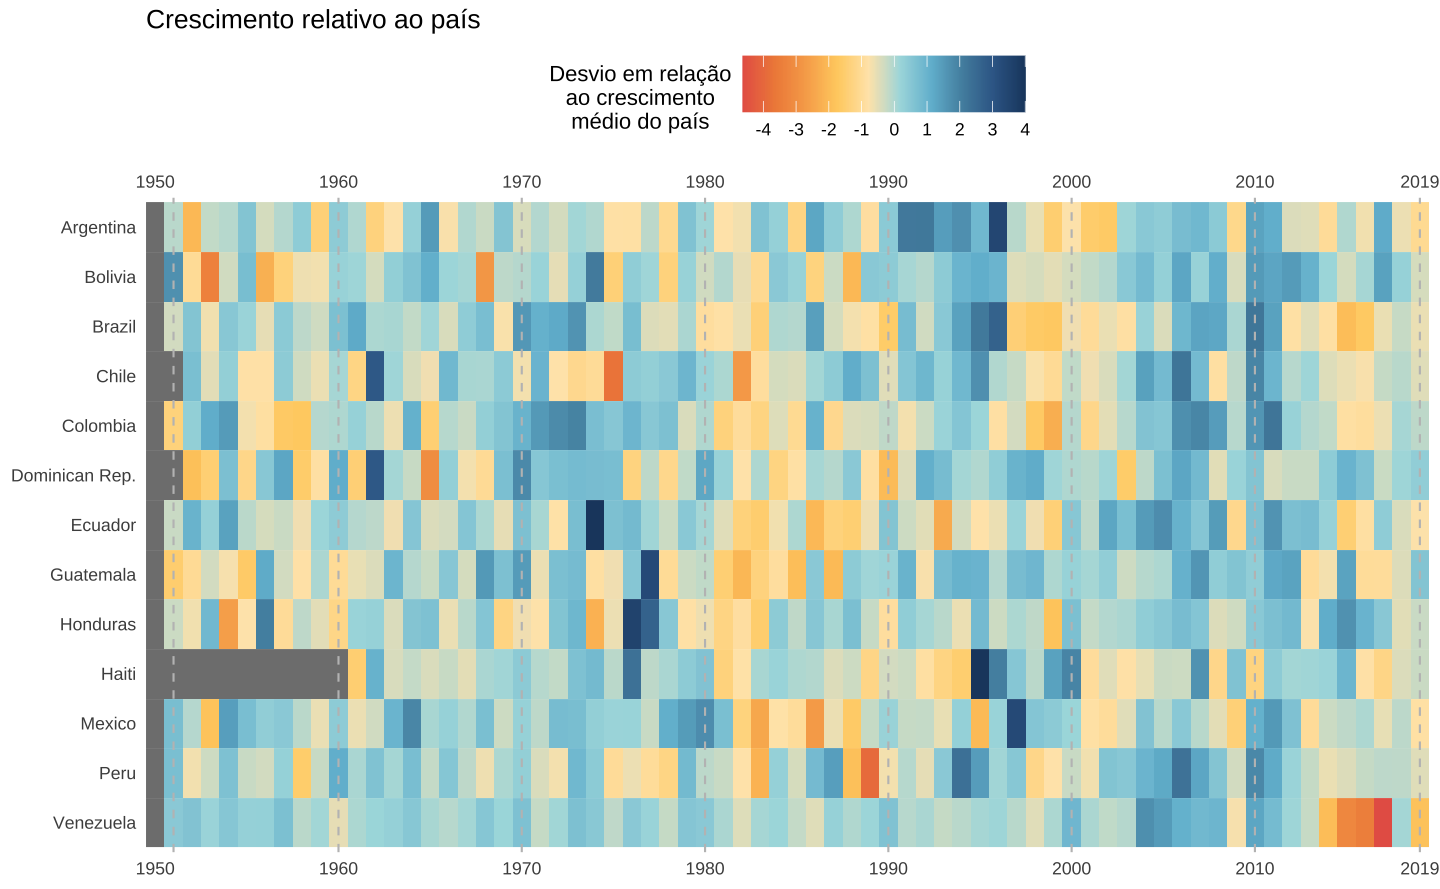 Crescimento relativo ao país
Desvio em relação
ao crescimento
médio do país
-4 -3 -2 -1 0 1 2 3 4
1950 1960 1970 1980 1990 2000 2010 2019
Argentina
Bolivia
Brazil
Chile
Colombia
Dominican Rep.
Ecuador
Guatemala
Honduras
Haiti
Mexico
Peru
Venezuela
1950 1960 1970 1980 1990 2000 2010 2019